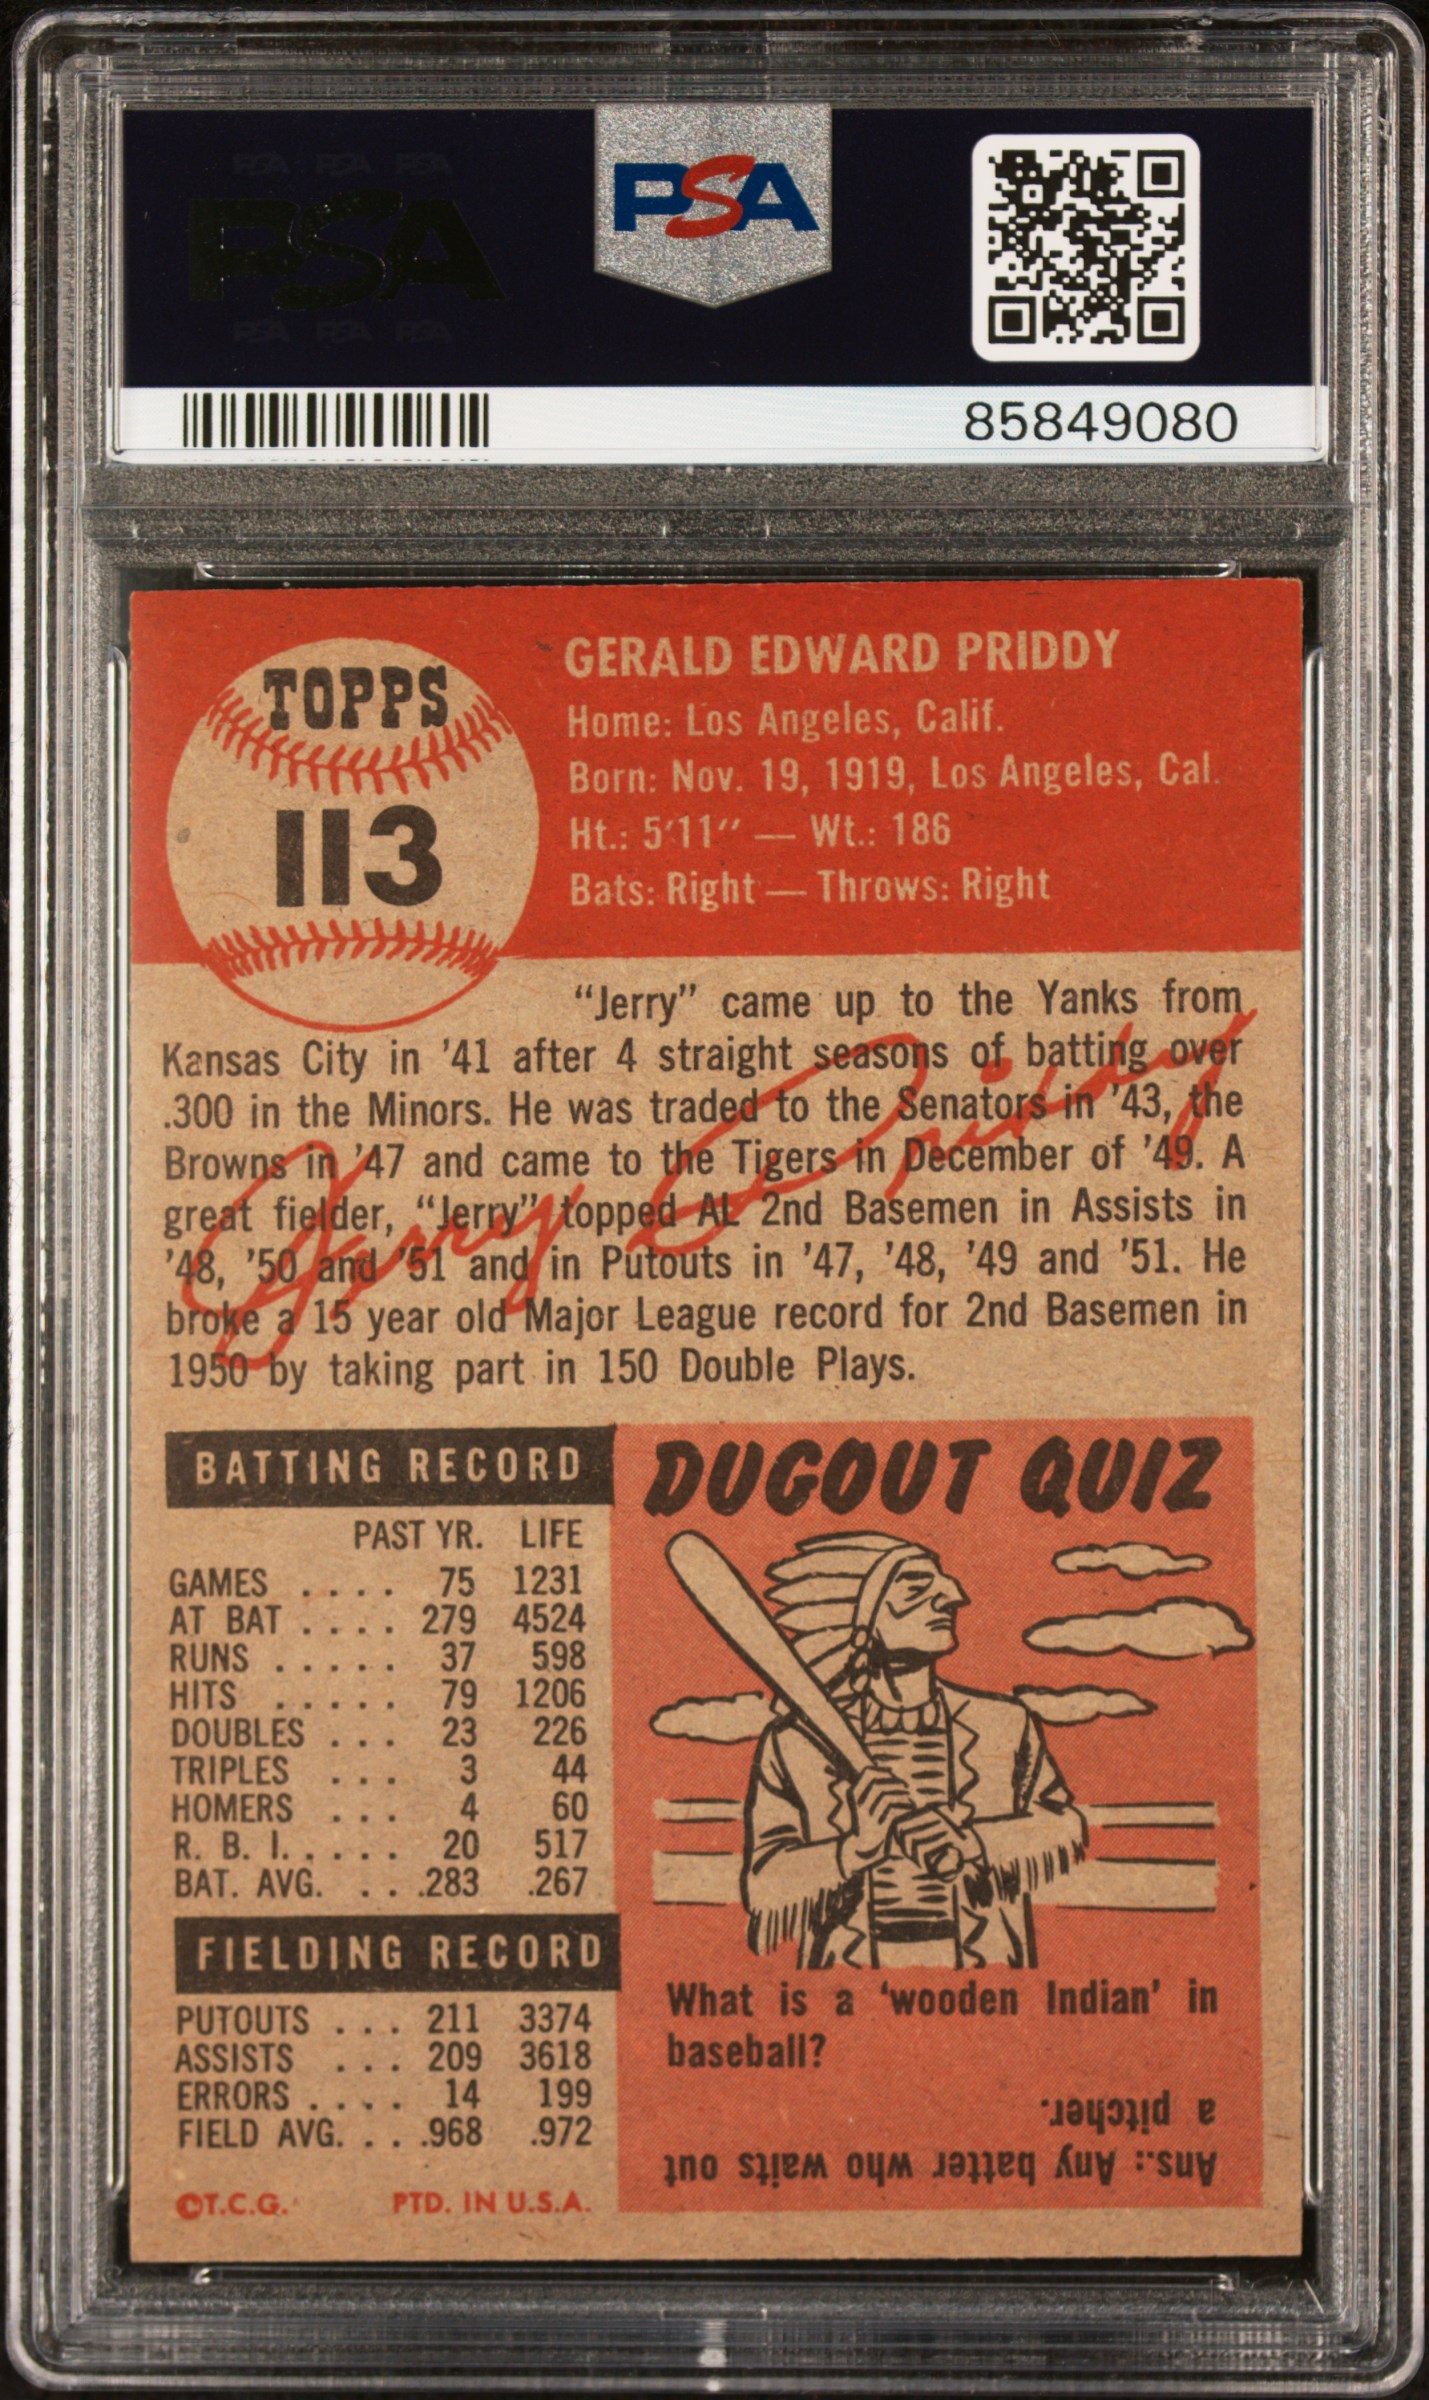 PSA PSA PSA
PSA
PSA PSA PSA
PSA
85849080
TOPPS
113
GERALD EDWARD PRIDDY
Home: Los Angeles, Calif.
Born: Nov. 19, 1919, Los Angeles, Cal.
Ht.: 5'11" — Wt.: 186
Bats: Right — Throws: Right
"Jerry" came up to the Yanks from
Kansas City in '41 after 4 straight seasons of batting over
.300 in the Minors. He was traded to the Senators in '43, the
Browns in '47 and came to the Tigers in December of '49. A
great fielder, "Jerry" topped AL 2nd Basemen in Assists in
'48, '50 and '51 and in Putouts in '47, '48, '49 and '51. He
broke a 15 year old Major League record for 2nd Basemen in
1950 by taking part in 150 Double Plays.
Jerry Priddy
BATTING RECORD
PAST YR. LIFE
GAMES . . . . 75 1231
AT BAT . . . . 279 4524
RUNS . . . . . 37 598
HITS . . . . . 79 1206
DOUBLES . . . 23 226
TRIPLES . . . 3 44
HOMERS . . . 4 60
R. B. I. . . . . 20 517
BAT. AVG. . . . .283 .267
FIELDING RECORD
PUTOUTS . . . 211 3374
ASSISTS . . . 209 3618
ERRORS . . . . 14 199
FIELD AVG. . . . .968 .972
©T.C.G. PTD. IN U.S.A.
DUGOUT QUIZ
What is a 'wooden Indian' in
baseball?
Ans.: Any batter who waits out
a pitcher.